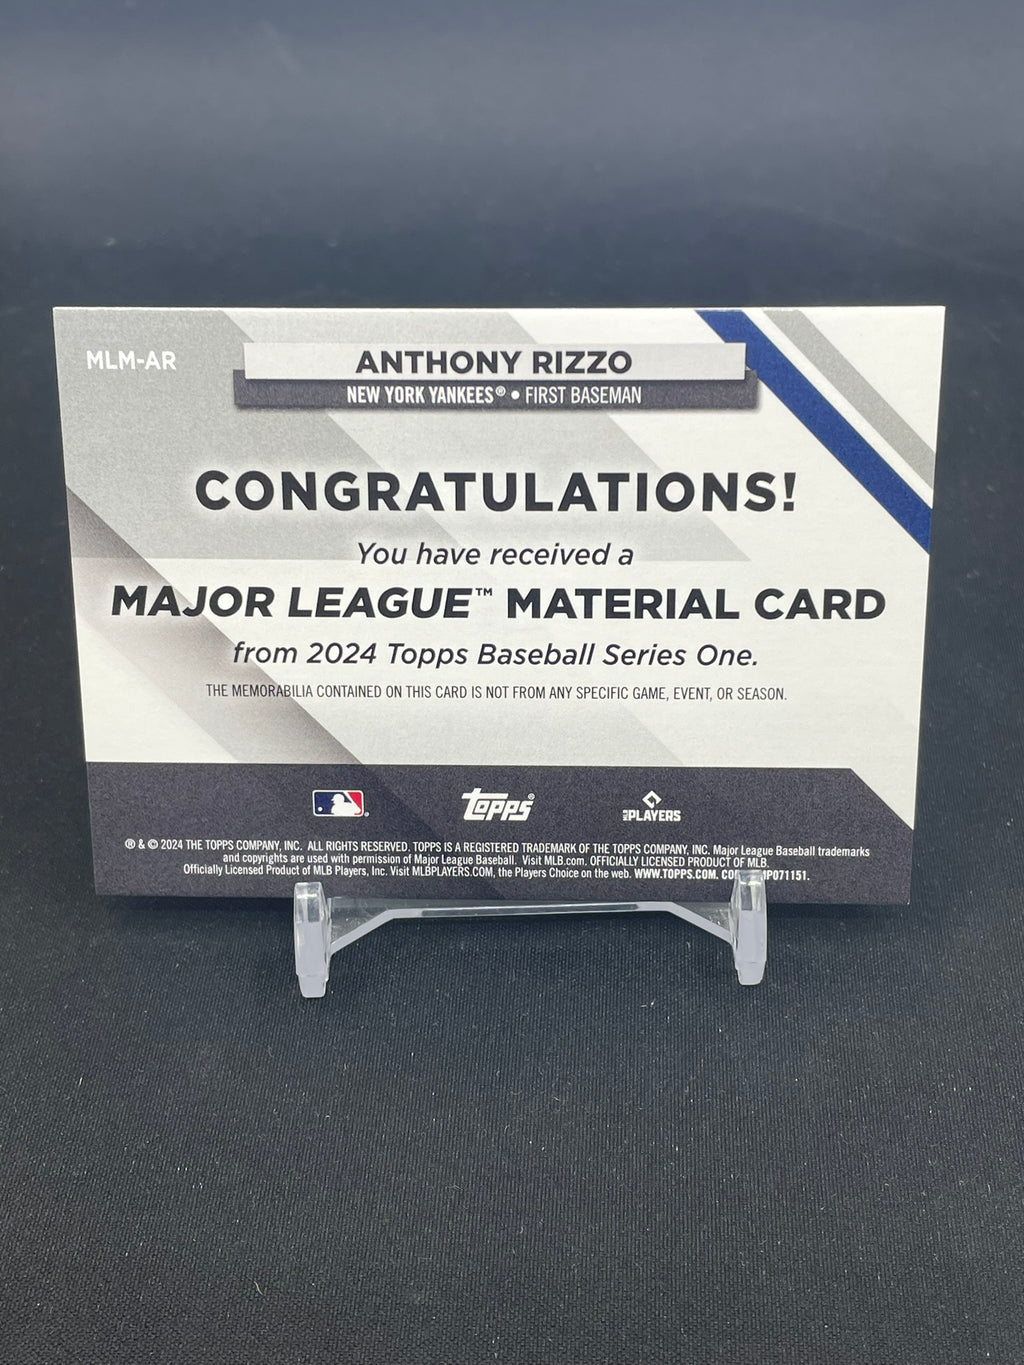 MLM-AR
ANTHONY RIZZO
NEW YORK YANKEES® • FIRST BASEMAN
CONGRATULATIONS!
You have received a
MAJOR LEAGUE™ MATERIAL CARD
from 2024 Topps Baseball Series One.
THE MEMORABILIA CONTAINED ON THIS CARD IS NOT FROM ANY SPECIFIC GAME, EVENT, OR SEASON.
Topps®
MLB PLAYERS
® & © 2024 THE TOPPS COMPANY, INC. ALL RIGHTS RESERVED. TOPPS IS A REGISTERED TRADEMARK OF THE TOPPS COMPANY, INC. Major League Baseball trademarks
and copyrights are used with permission of Major League Baseball. Visit MLB.com. OFFICIALLY LICENSED PRODUCT OF MLB.
Officially Licensed Product of MLB Players, Inc. Visit MLBPLAYERS.COM, the Players Choice on the web. WWW.TOPPS.COM.